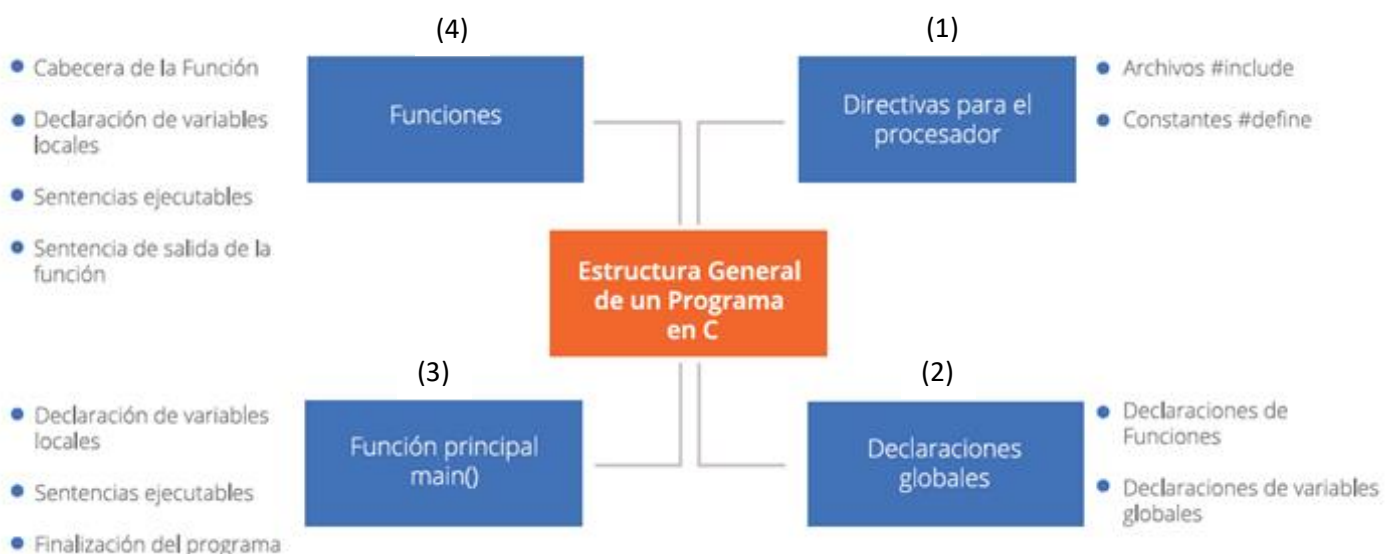 (4)
Funciones
Cabecera de la Función
Declaración de variables
locales
Sentencias ejecutables
Sentencia de salida de la
función
(1)
Directivas para el
procesador
Archivos #include
Constantes #define
Estructura General
de un Programa
en C
(3)
Función principal
main()
Declaración de variables
locales
Sentencias ejecutables
Finalización del programa
(2)
Declaraciones
globales
Declaraciones de
Funciones
Declaraciones de variables
globales